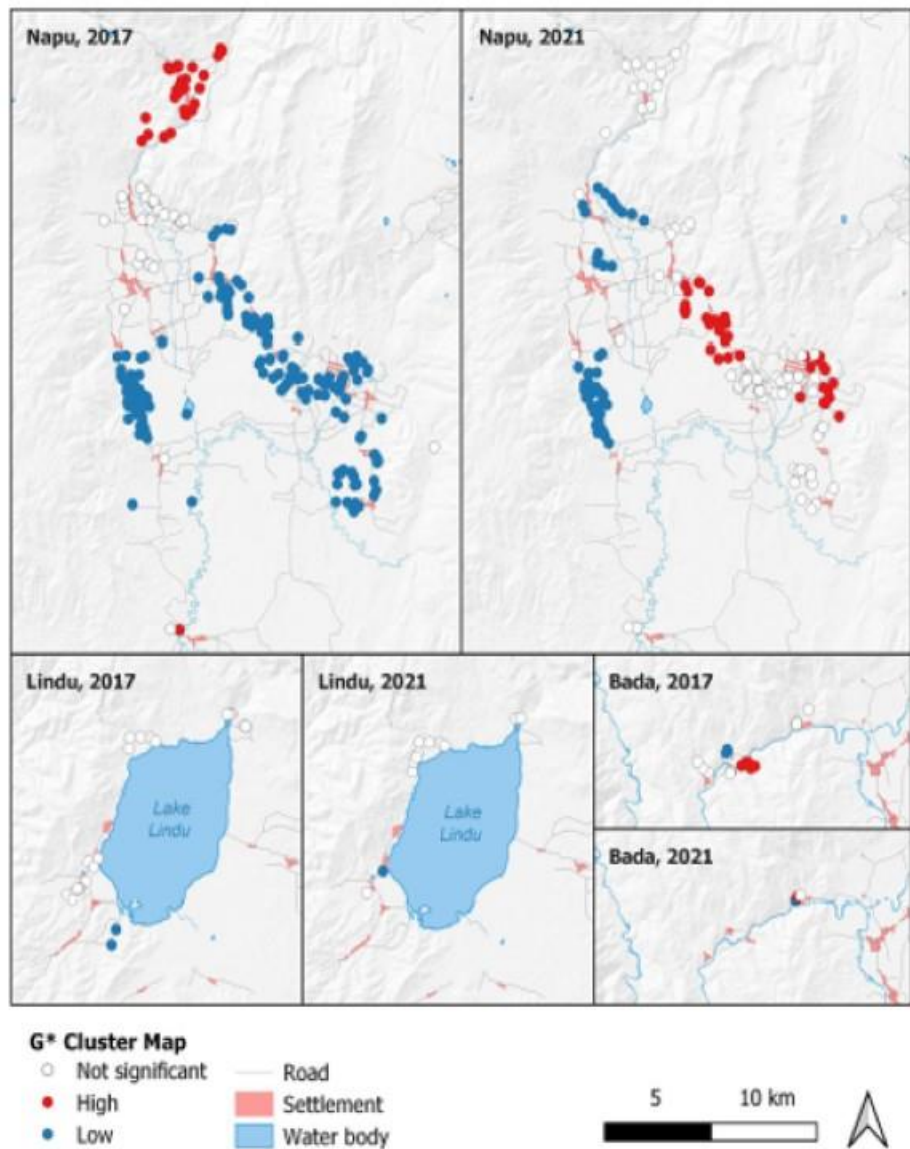 Napu, 2017
Napu, 2021
Lindu, 2017
Lindu, 2021
Bada, 2017
Lake
Lindu
Lake
Lindu
Bada, 2021
G* Cluster Map
Not significant
High
Low
Road
Settlement
Water body
5
10 km